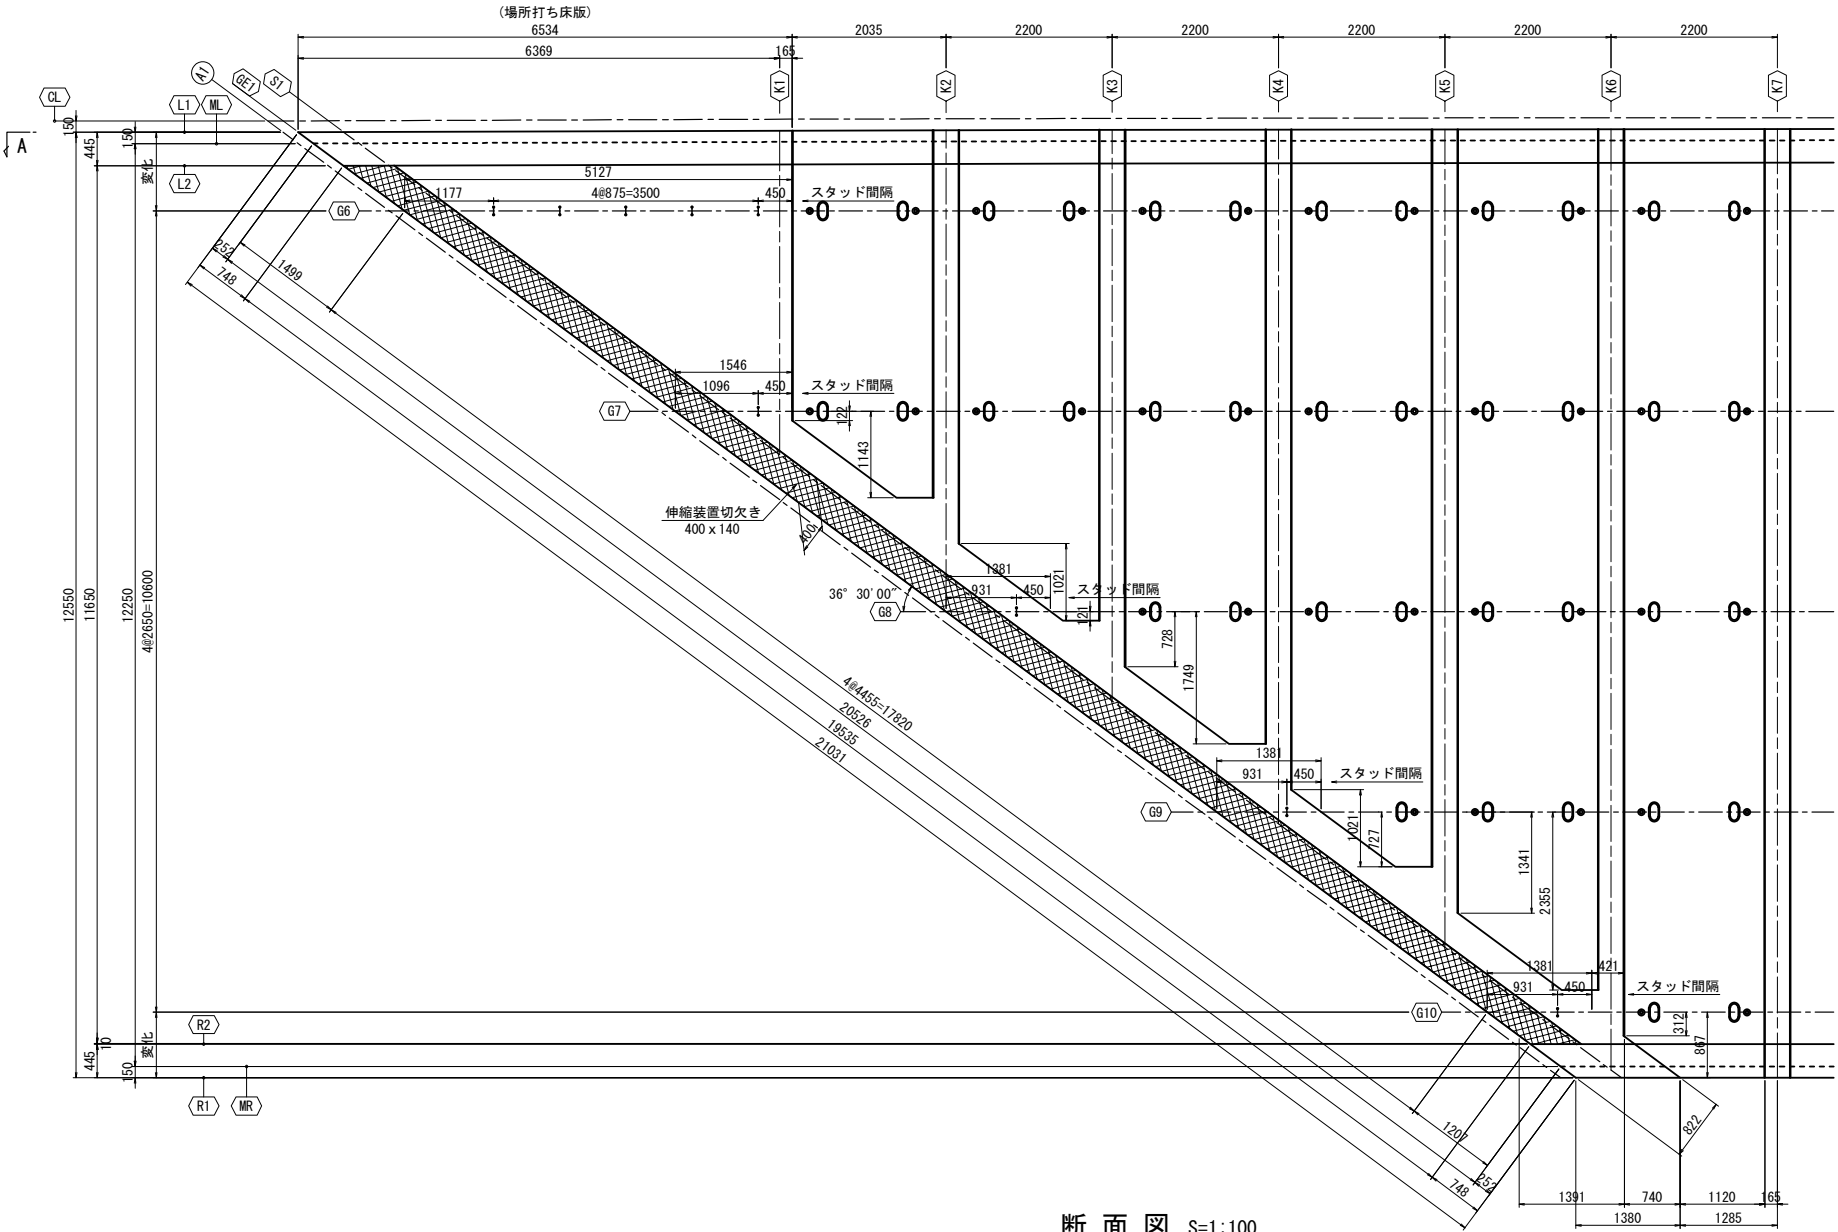 (場所打ち床版)
6534
2035
2200
2200
2200
2200
2200
6369
165
K1
K2
K3
K4
K5
K6
K7
A1
GE1
S1
CL
L1
ML
150
A
445
150
変化
L2
5127
1177
4@875=3500
450
スタッド間隔
G6
252
748
1499
1546
1096
450
スタッド間隔
G7
122
1143
伸縮装置切欠き
400x140
400
1381
1021
931
450
スタッド間隔
36°30'00"
G8
121
728
1749
12550
11650
12250
4@2650=10600
4@4455=17820
20526
19535
21031
1381
931
450
スタッド間隔
G9
1021
727
1341
2355
1381
421
931
450
スタッド間隔
G10
312
867
R2
10
変化
445
150
R1
MR
1207
252
748
822
1391
740
1120
165
1380
1285
断面図 S=1:100